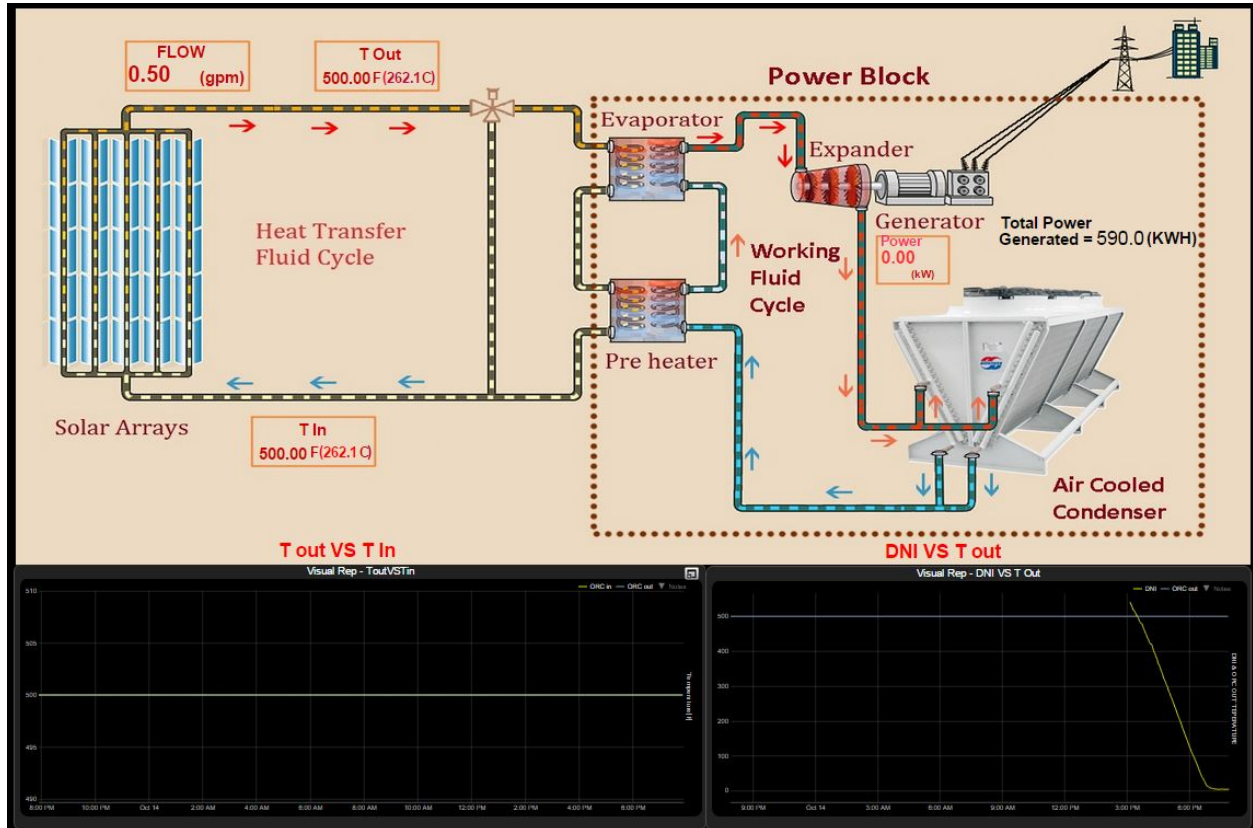 FLOW
0.50 (gpm)
T Out
500.00 F(262.1C)
Power Block
Evaporator
Expander
Generator
Total Power
Generated = 590.0 (KWH)
Power
0.00
(kW)
Heat Transfer
Fluid Cycle
Working
Fluid
Cycle
Pre heater
Solar Arrays
T In
500.00 F(262.1C)
Air Cooled
Condenser
T out VS T In
DNI VS T out
Visual Rep - ToutVSTin
ORC in ORC out Notes
510
505
500
495
490
8:00 PM 10:00 PM Oct 14 2:00 AM 4:00 AM 6:00 AM 8:00 AM 10:00 AM 12:00 PM 2:00 PM 4:00 PM 6:00 PM
Visual Rep - DNI VS T Out
DNI ORC out Notes
500
400
300
200
100
0
DNI & ORC OUT TEPERATURE
9:00 PM Oct 14 3:00 AM 6:00 AM 9:00 AM 12:00 PM 3:00 PM 6:00 PM